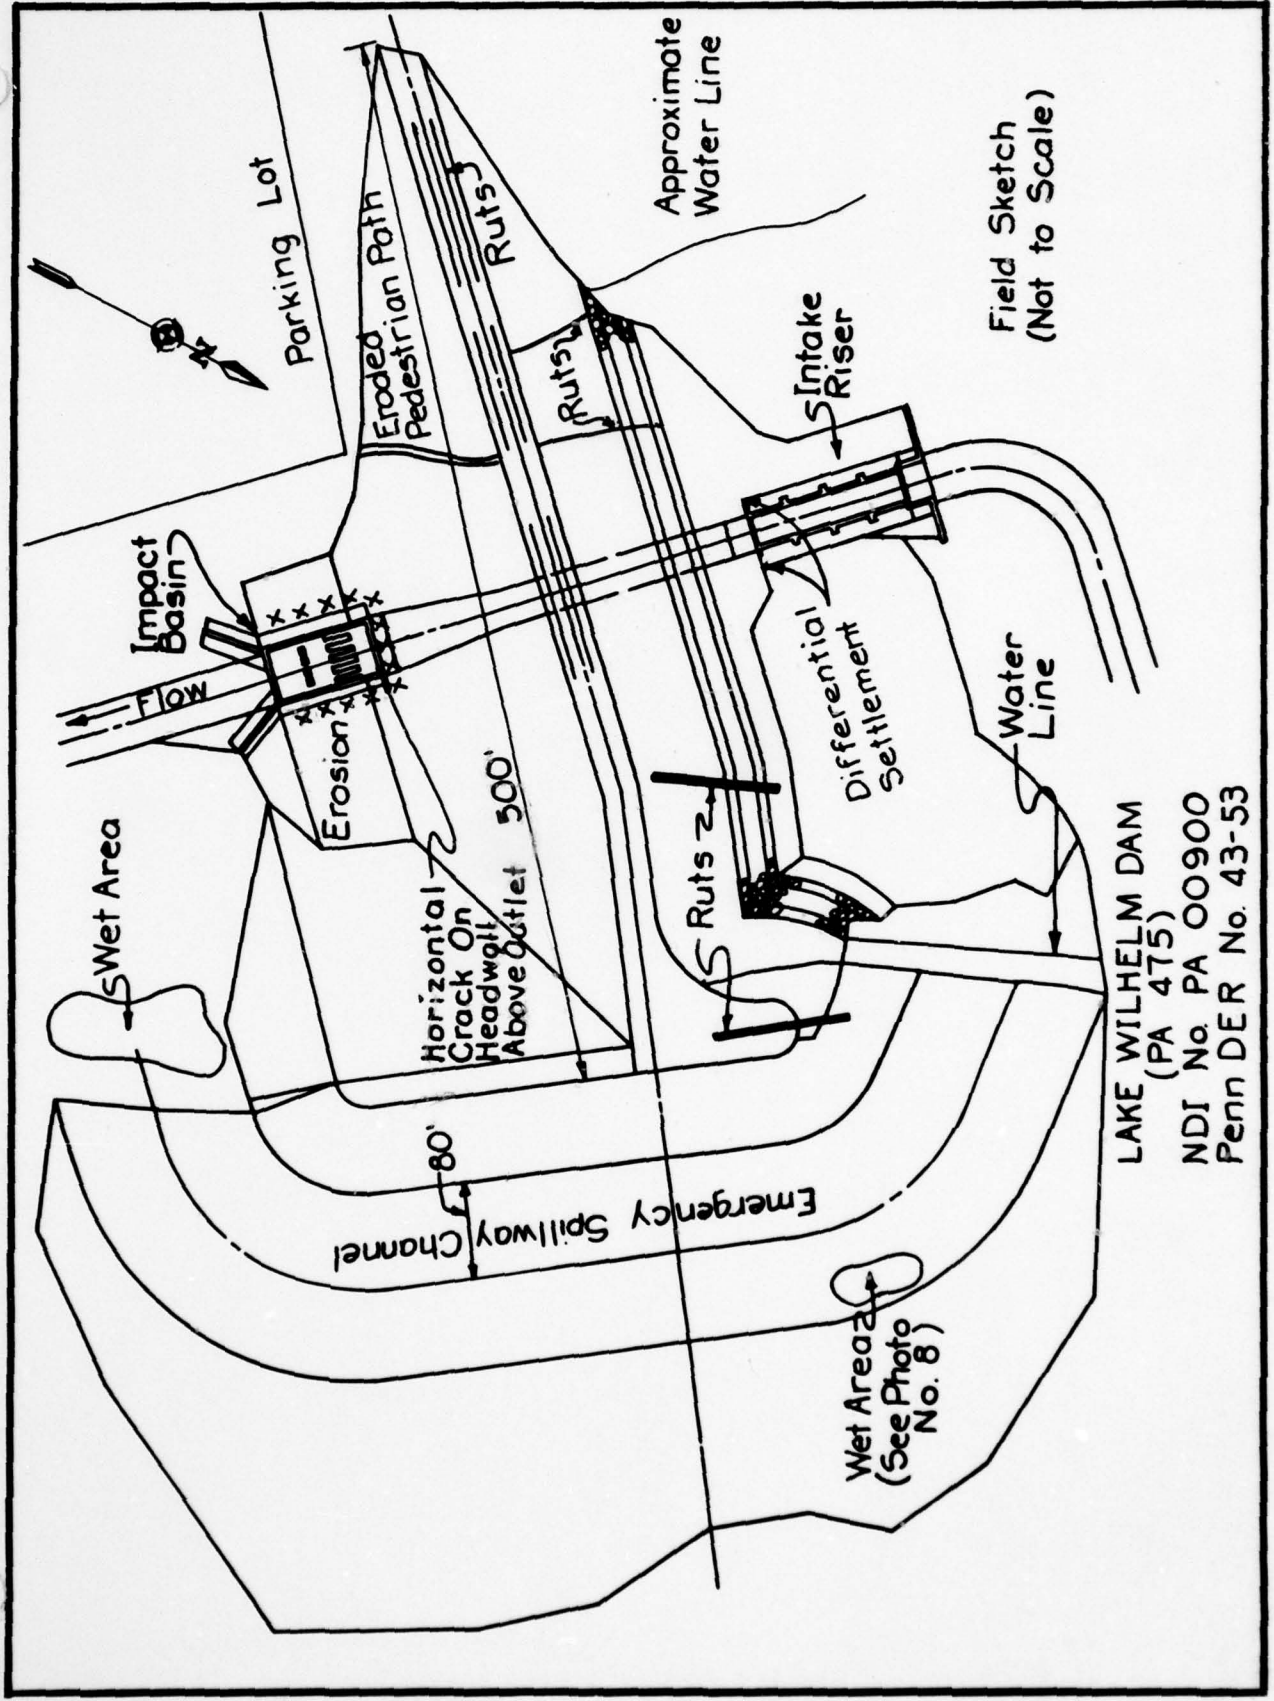 Wet Area
Impact
Basin
Flow
Parking Lot
N
Erosion
Eroded
Pedestrian Path
Ruts
Horizontal
Crack On
Headwall
Above Outlet
500'
80'
Emergency Spillway Channel
Ruts
Ruts
Approximate
Water Line
Differential
Settlement
Intake
Riser
Wet Area
(See Photo
No. 8)
Water
Line
Field Sketch
(Not to Scale)
LAKE WILHELM DAM
(PA 475)
NDI No. PA 00900
Penn DER No. 43-53